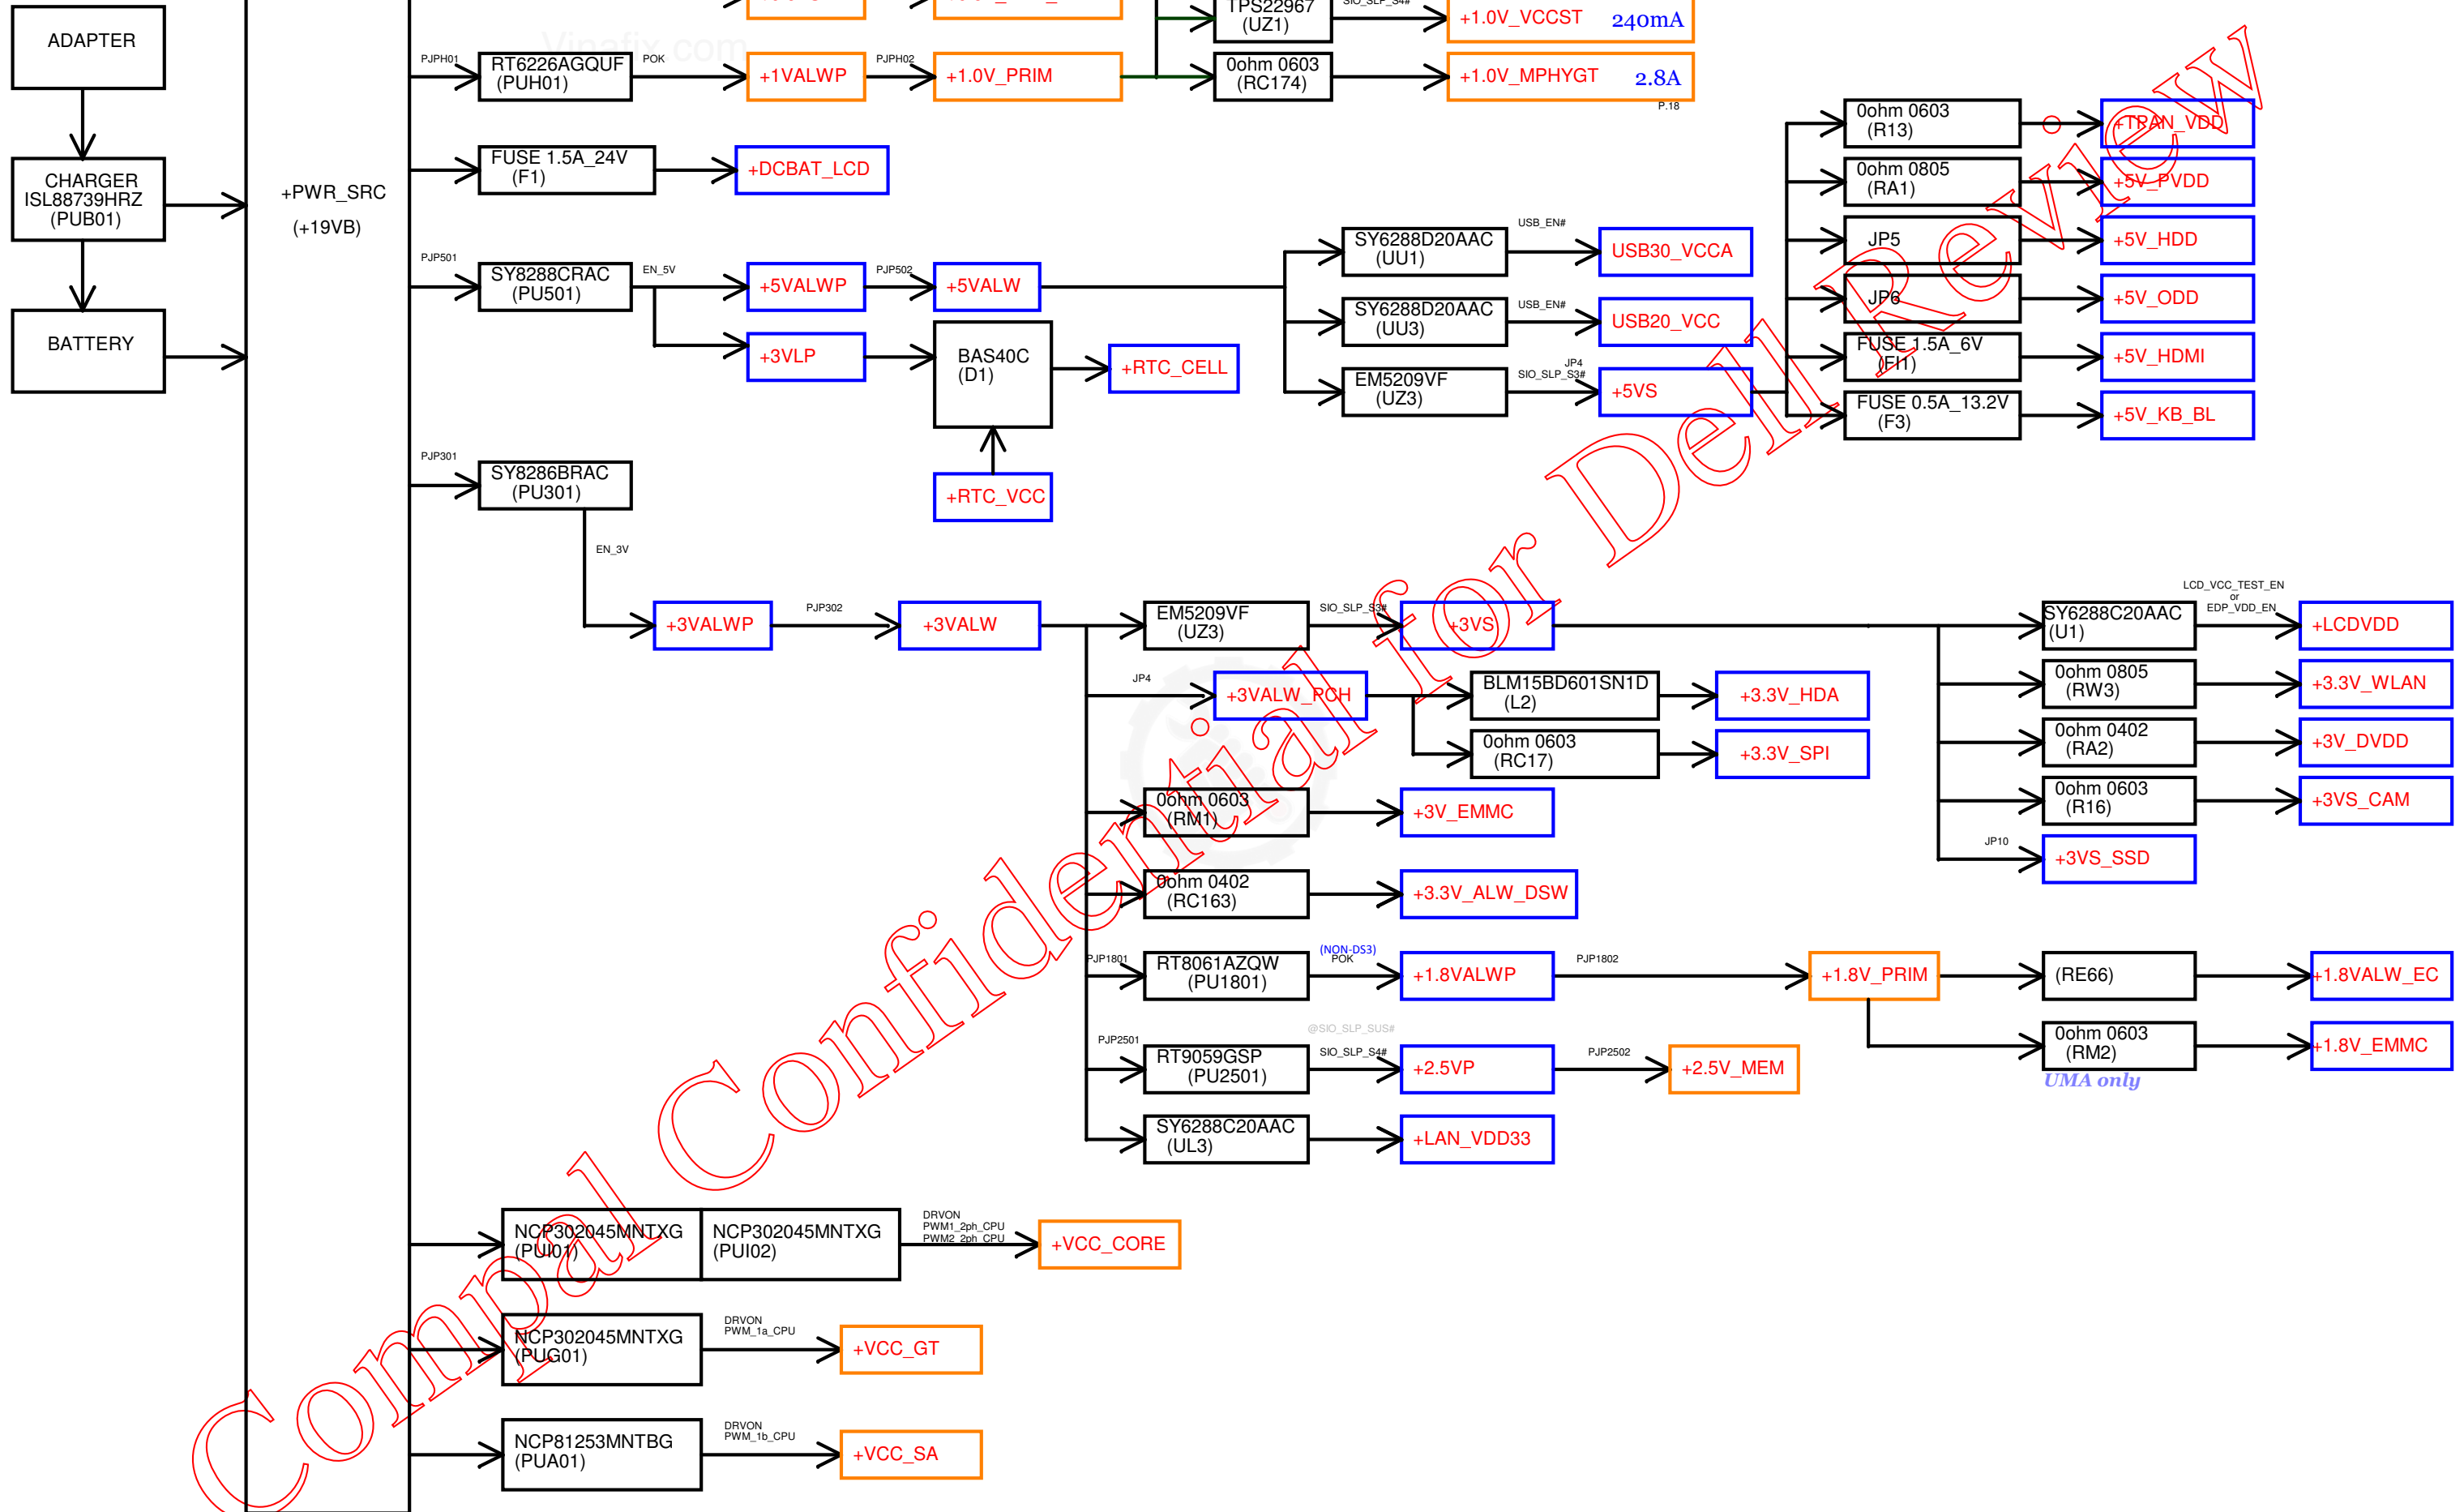 ADAPTER
CHARGER
ISL88739HRZ
(PUB01)
BATTERY
+PWR_SRC
(+19VB)
TPS22967
(UZ1)
SIO_SLP_S4#
+1.0V_VCCST 240mA
PJPH01
RT6226AGQUF
(PUH01)
POK
+1VALWP
PJPH02
+1.0V_PRIM
0ohm 0603
(RC174)
+1.0V_MPHYGT 2.8A
P.18
Vinafix.com
FUSE 1.5A_24V
(F1)
+DCBAT_LCD
PJP501
SY8288CRAC
(PU501)
EN_5V
+5VALWP
PJP502
+5VALW
+3VLP
BAS40C
(D1)
+RTC_CELL
+RTC_VCC
SY6288D20AAC
(UU1)
USB_EN#
USB30_VCCA
SY6288D20AAC
(UU3)
USB_EN#
USB20_VCC
EM5209VF
(UZ3)
JP4
SIO_SLP_S3#
+5VS
0ohm 0603
(R13)
+TPAN_VDD
0ohm 0805
(RA1)
+5V_PVDD
JP5
+5V_HDD
JP6
+5V_ODD
FUSE 1.5A_6V
(FI1)
+5V_HDMI
FUSE 0.5A_13.2V
(F3)
+5V_KB_BL
PJP301
SY8286BRAC
(PU301)
EN_3V
+3VALWP
PJP302
+3VALW
EM5209VF
(UZ3)
SIO_SLP_S3#
+3VS
JP4
+3VALW_PCH
BLM15BD601SN1D
(L2)
+3.3V_HDA
0ohm 0603
(RC17)
+3.3V_SPI
0ohm 0603
(RM1)
+3V_EMMC
0ohm 0402
(RC163)
+3.3V_ALW_DSW
PJP1801
RT8061AZQW
(PU1801)
(NON-DS3)
POK
+1.8VALWP
PJP1802
+1.8V_PRIM
(RE66)
+1.8VALW_EC
0ohm 0603
(RM2)
+1.8V_EMMC
UMA only
PJP2501
RT9059GSP
(PU2501)
@SIO_SLP_SUS#
SIO_SLP_S4#
+2.5VP
PJP2502
+2.5V_MEM
SY6288C20AAC
(UL3)
+LAN_VDD33
SY6288C20AAC
(U1)
LCD_VCC_TEST_EN
or
EDP_VDD_EN
+LCDVDD
0ohm 0805
(RW3)
+3.3V_WLAN
0ohm 0402
(RA2)
+3V_DVDD
0ohm 0603
(R16)
+3VS_CAM
JP10
+3VS_SSD
NCP302045MNTXG
(PUI01)
NCP302045MNTXG
(PUI02)
DRVON
PWM1_2ph_CPU
PWM2_2ph_CPU
+VCC_CORE
NCP302045MNTXG
(PUG01)
DRVON
PWM_1a_CPU
+VCC_GT
NCP81253MNTBG
(PUA01)
DRVON
PWM_1b_CPU
+VCC_SA
Compal Confidential for Dell Review